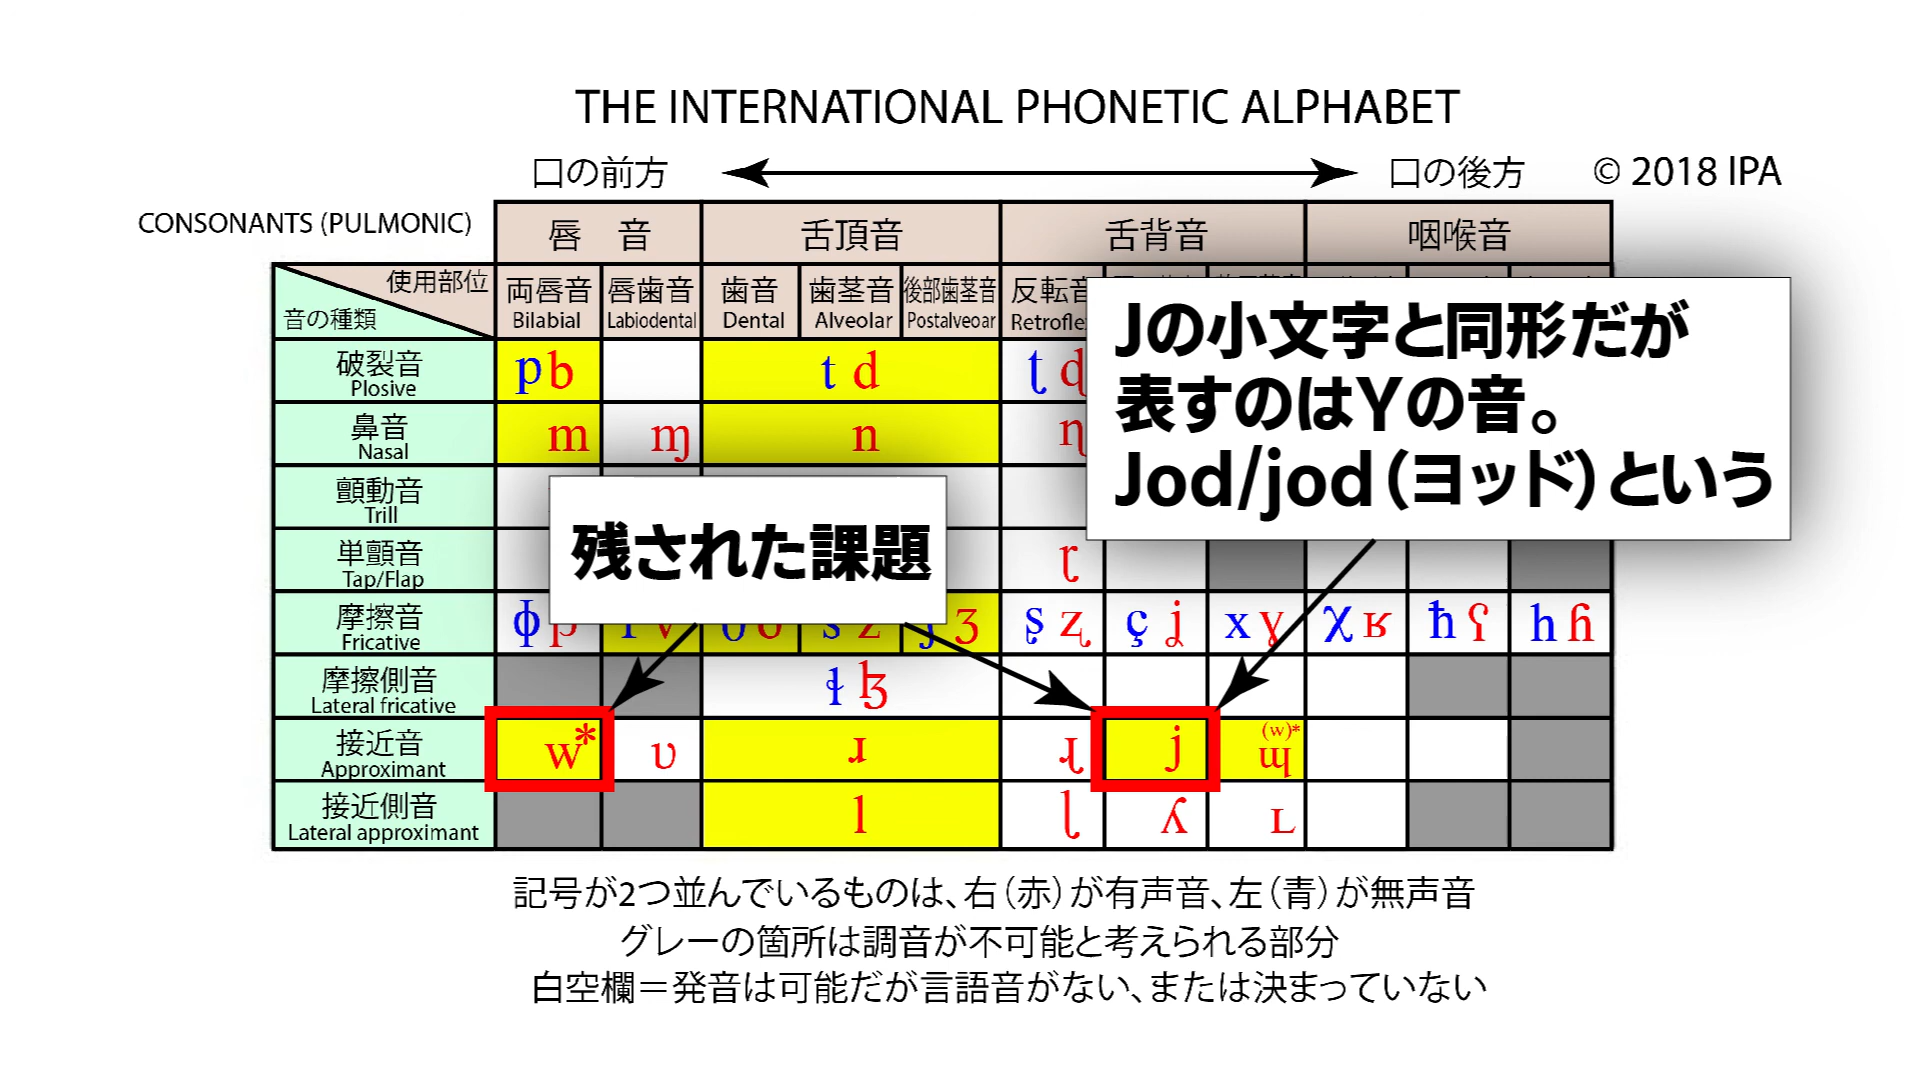 THE INTERNATIONAL PHONETIC ALPHABET
口の前方 口の後方 © 2018 IPA
CONSONANTS (PULMONIC) 唇 音 舌頂音 舌背音 咽喉音
使用部位
音の種類
両唇音 唇歯音 歯音 歯茎音 後部歯茎音 反転音
Bilabial Labiodental Dental Alveolar Postalveoar
Jの小文字と同形だが
表すのはYの音。
Jod/jod（ヨッド）という
破裂音 p b t d ʈ ɖ
Plosive
鼻音 m ɱ n ɳ
Nasal
顫動音
Trill
残された課題
単顫音 ɽ
Tap/Flap
摩擦音 ɸ ʒ ʂ ʐ ç ʝ x ɣ χ ʁ ħ ʕ h ɦ
Fricative
摩擦側音 ɬ ɮ
Lateral fricative
接近音 w* ʋ ɹ ɻ j (w)* ɰ
Approximant
接近側音 l ɭ ʎ ʟ
Lateral approximant
記号が2つ並んでいるものは、右（赤）が有声音、左（青）が無声音
グレーの箇所は調音が不可能と考えられる部分
白空欄＝発音は可能だが言語音がない、または決まっていない